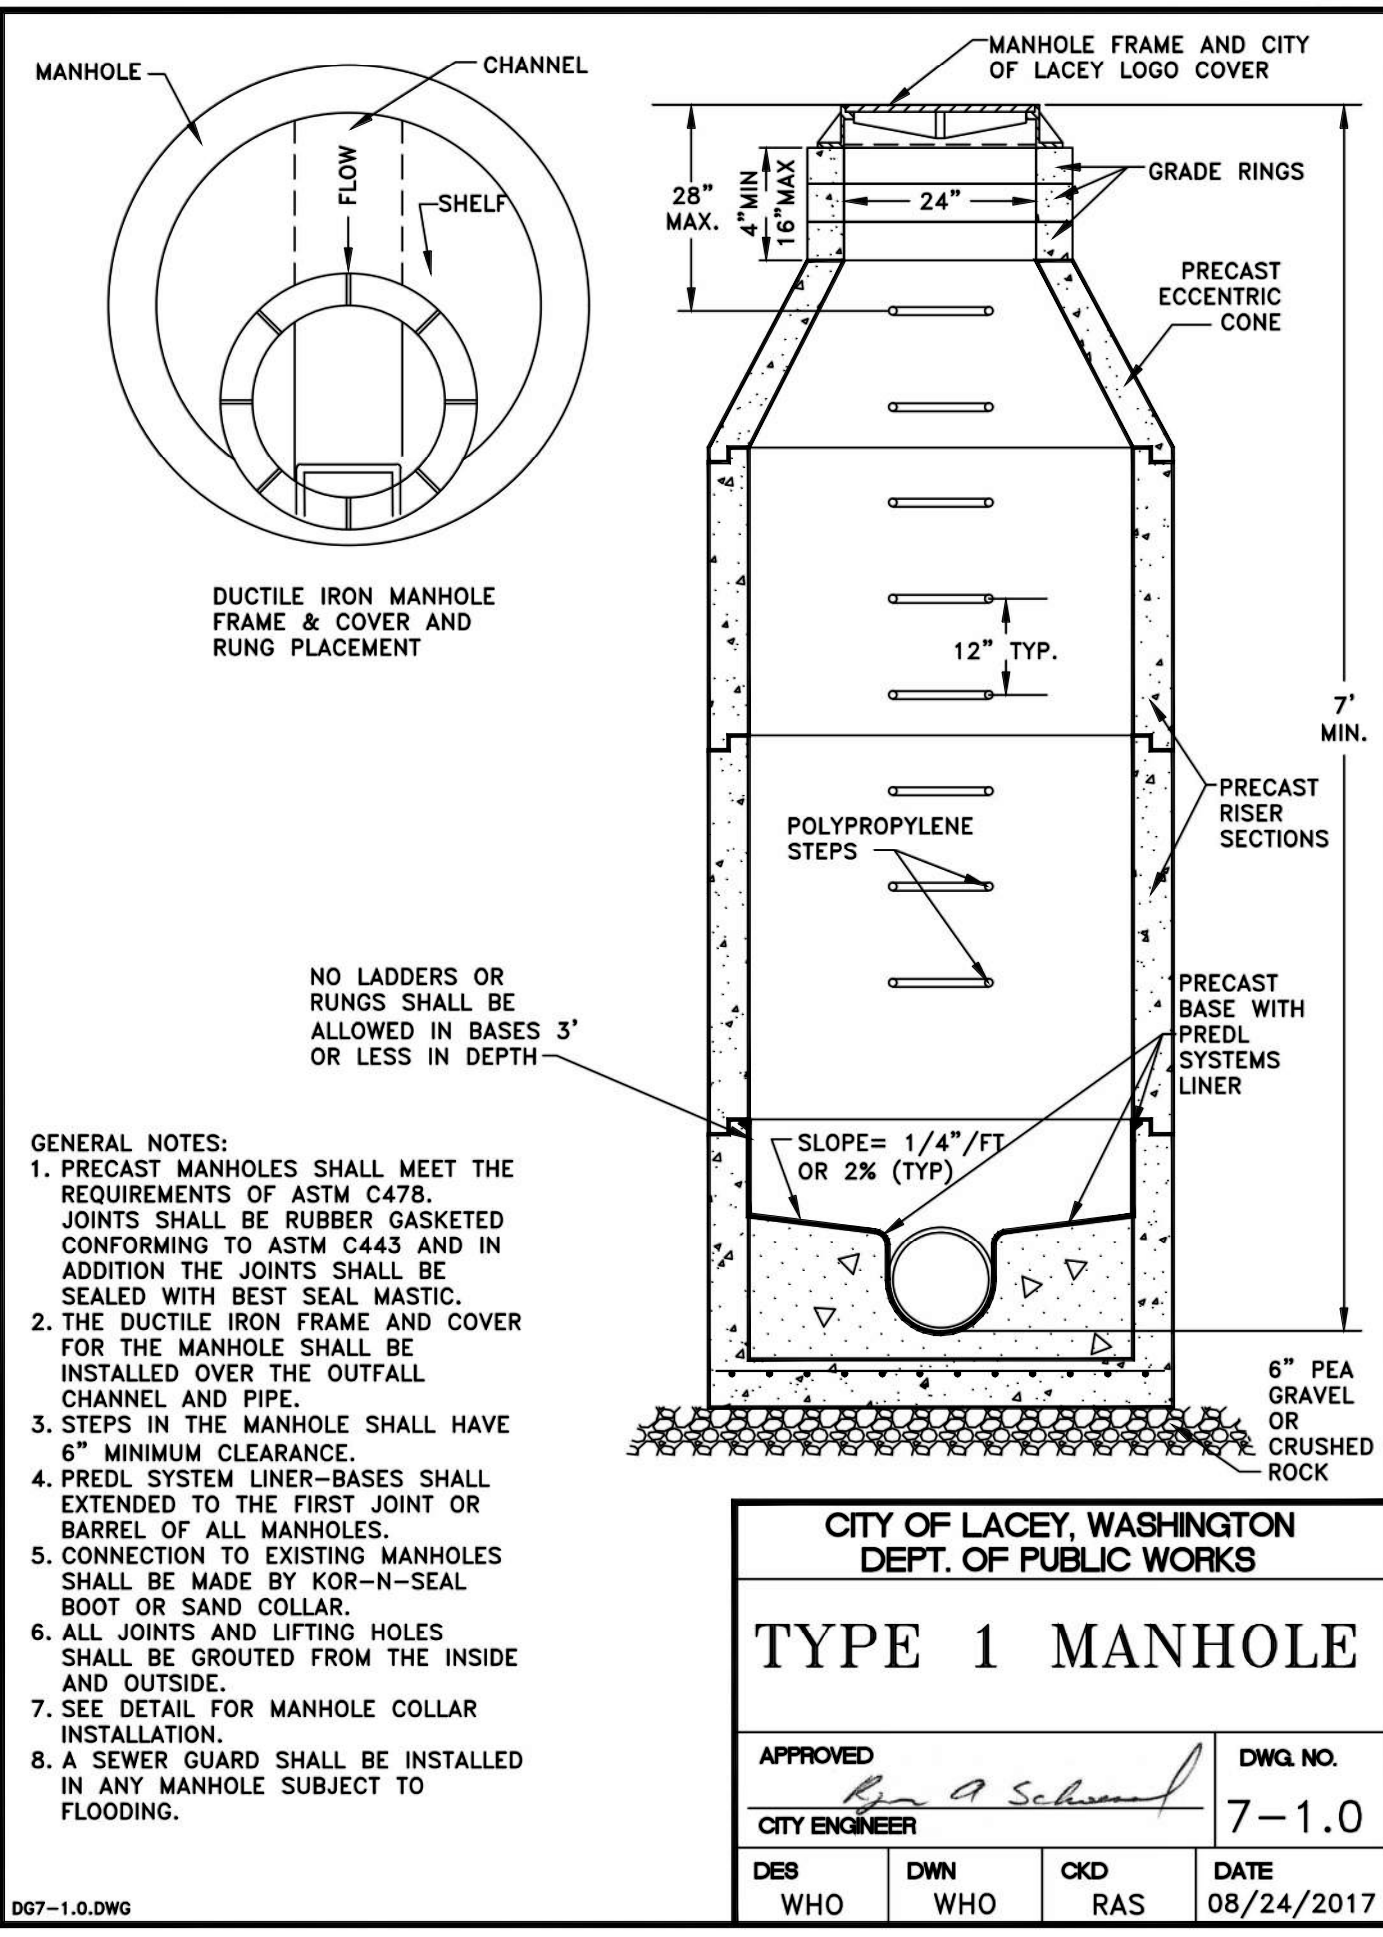 MANHOLE
CHANNEL
FLOW
SHELF
DUCTILE IRON MANHOLE
FRAME & COVER AND
RUNG PLACEMENT
MANHOLE FRAME AND CITY
OF LACEY LOGO COVER
28"
MAX.
4"MIN
16"MAX
24"
GRADE RINGS
PRECAST
ECCENTRIC
CONE
12" TYP.
7'
MIN.
PRECAST
RISER
SECTIONS
POLYPROPYLENE
STEPS
NO LADDERS OR
RUNGS SHALL BE
ALLOWED IN BASES 3'
OR LESS IN DEPTH
PRECAST
BASE WITH
PREDL
SYSTEMS
LINER
SLOPE= 1/4"/FT
OR 2% (TYP)
6" PEA
GRAVEL
OR
CRUSHED
ROCK
GENERAL NOTES:
1. PRECAST MANHOLES SHALL MEET THE
REQUIREMENTS OF ASTM C478.
JOINTS SHALL BE RUBBER GASKETED
CONFORMING TO ASTM C443 AND IN
ADDITION THE JOINTS SHALL BE
SEALED WITH BEST SEAL MASTIC.
2. THE DUCTILE IRON FRAME AND COVER
FOR THE MANHOLE SHALL BE
INSTALLED OVER THE OUTFALL
CHANNEL AND PIPE.
3. STEPS IN THE MANHOLE SHALL HAVE
6" MINIMUM CLEARANCE.
4. PREDL SYSTEM LINER-BASES SHALL
EXTENDED TO THE FIRST JOINT OR
BARREL OF ALL MANHOLES.
5. CONNECTION TO EXISTING MANHOLES
SHALL BE MADE BY KOR-N-SEAL
BOOT OR SAND COLLAR.
6. ALL JOINTS AND LIFTING HOLES
SHALL BE GROUTED FROM THE INSIDE
AND OUTSIDE.
7. SEE DETAIL FOR MANHOLE COLLAR
INSTALLATION.
8. A SEWER GUARD SHALL BE INSTALLED
IN ANY MANHOLE SUBJECT TO
FLOODING.
DG7-1.0.DWG
CITY OF LACEY, WASHINGTON
DEPT. OF PUBLIC WORKS
TYPE 1 MANHOLE
APPROVED
CITY ENGINEER
DWG. NO.
7-1.0
DES
WHO
DWN
WHO
CKD
RAS
DATE
08/24/2017